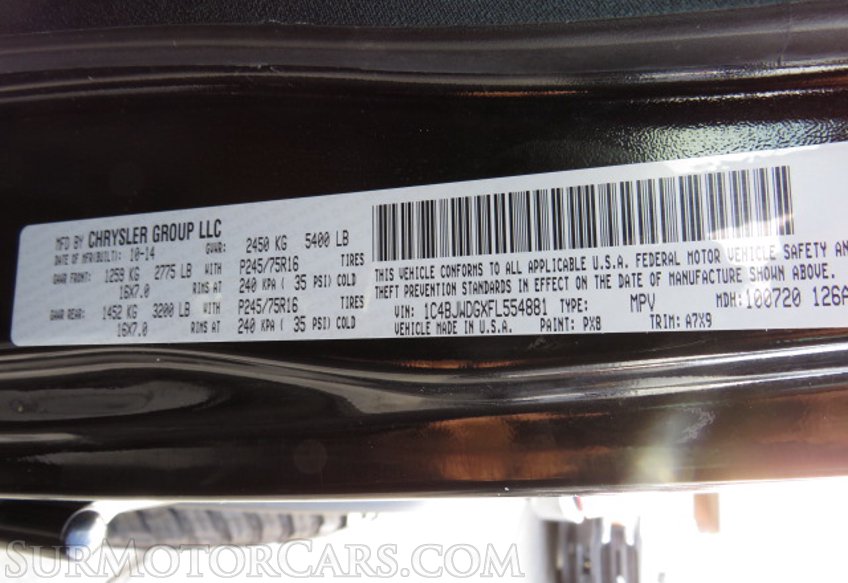 MFD BY CHRYSLER GROUP LLC
DATE OF MFR(BUILT): 10-14 GVWR: 2450 KG 5400 LB
GAWR FRONT: 1259 KG 2775 LB WITH P245/75R16 TIRES
16X7.0 RIMS AT 240 KPA ( 35 PSI) COLD
GAWR REAR: 1452 KG 3200 LB WITH P245/75R16 TIRES
16X7.0 RIMS AT 240 KPA ( 35 PSI) COLD
THIS VEHICLE CONFORMS TO ALL APPLICABLE U.S.A. FEDERAL MOTOR VEHICLE SAFETY AN
THEFT PREVENTION STANDARDS IN EFFECT ON THE DATE OF MANUFACTURE SHOWN ABOVE.
VIN: 1C4BJWDGXFL554881 TYPE: MPV MDH: 100720 126A
VEHICLE MADE IN U.S.A. PAINT: PX8 TRIM: A7X9
SURMOTORCARS.COM